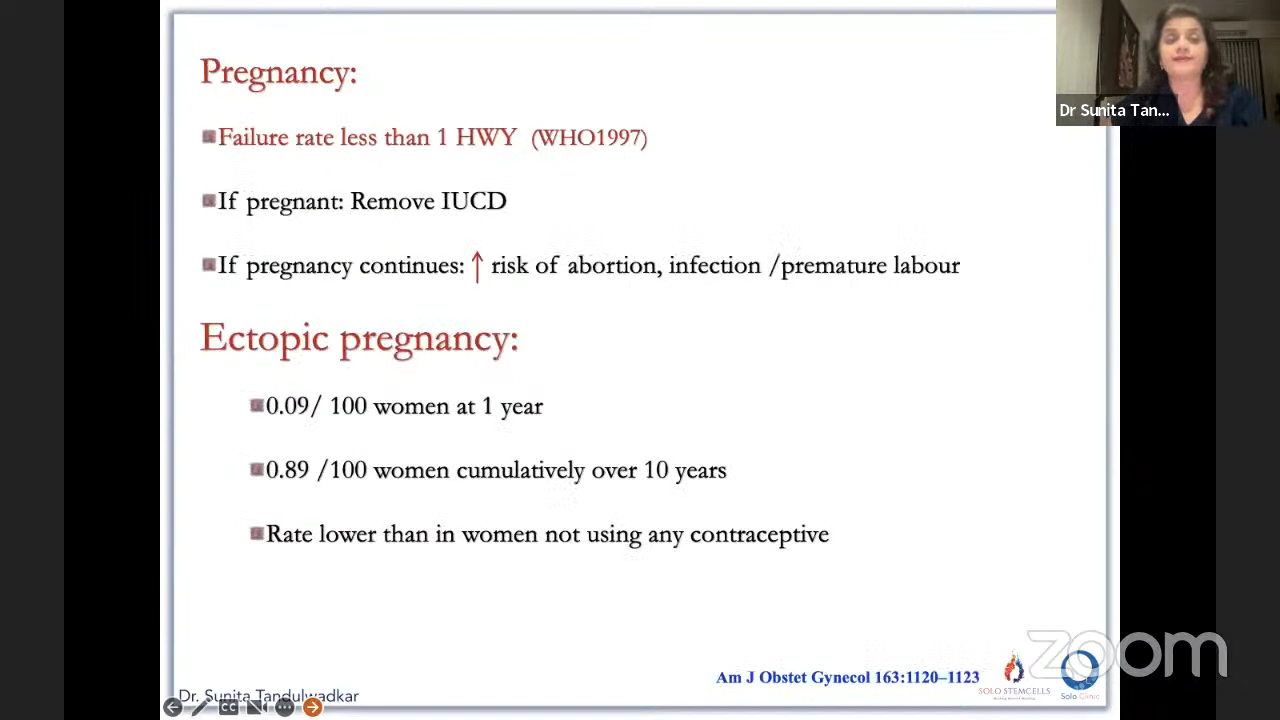 Pregnancy:
Failure rate less than 1 HWY (WHO1997)
If pregnant: Remove IUCD
If pregnancy continues: ↑ risk of abortion, infection /premature labour
Ectopic pregnancy:
0.09/ 100 women at 1 year
0.89 /100 women cumulatively over 10 years
Rate lower than in women not using any contraceptive
Am J Obstet Gynecol 163:1120–1123
SOLO STEMCELLS
Solo Clinic
Dr. Sunita Tandulwadkar
CC
Dr Sunita Tan...
zoom